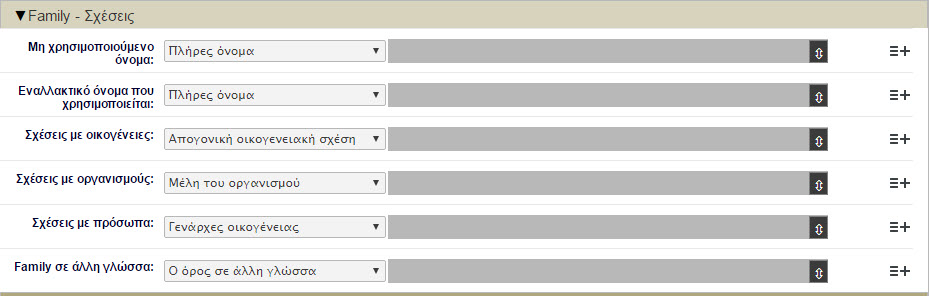 ▼Family - Σχέσεις
Μη χρησιμοποιούμενο
όνομα:
Πλήρες όνομα
Εναλλακτικό όνομα που
χρησιμοποιείται:
Πλήρες όνομα
Σχέσεις με οικογένειες:
Απογονική οικογενειακή σχέση
Σχέσεις με οργανισμούς:
Μέλη του οργανισμού
Σχέσεις με πρόσωπα:
Γενάρχες οικογένειας
Family σε άλλη γλώσσα:
Ο όρος σε άλλη γλώσσα